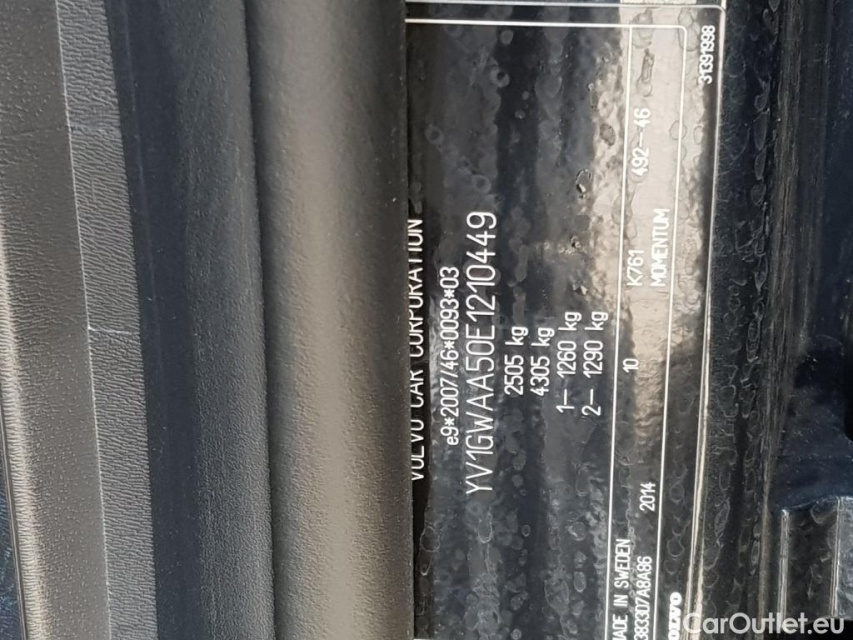 VOLVO CAR CORPORATION
e9*2007/46*0093*03
YV1GWAA50E1210449
2505 kg
4305 kg
1– 1260 kg
2– 1290 kg
MADE IN SWEDEN 10 K761 492–46
2014 MOMENTUM
VOLVO
31391998
CarOutlet.eu